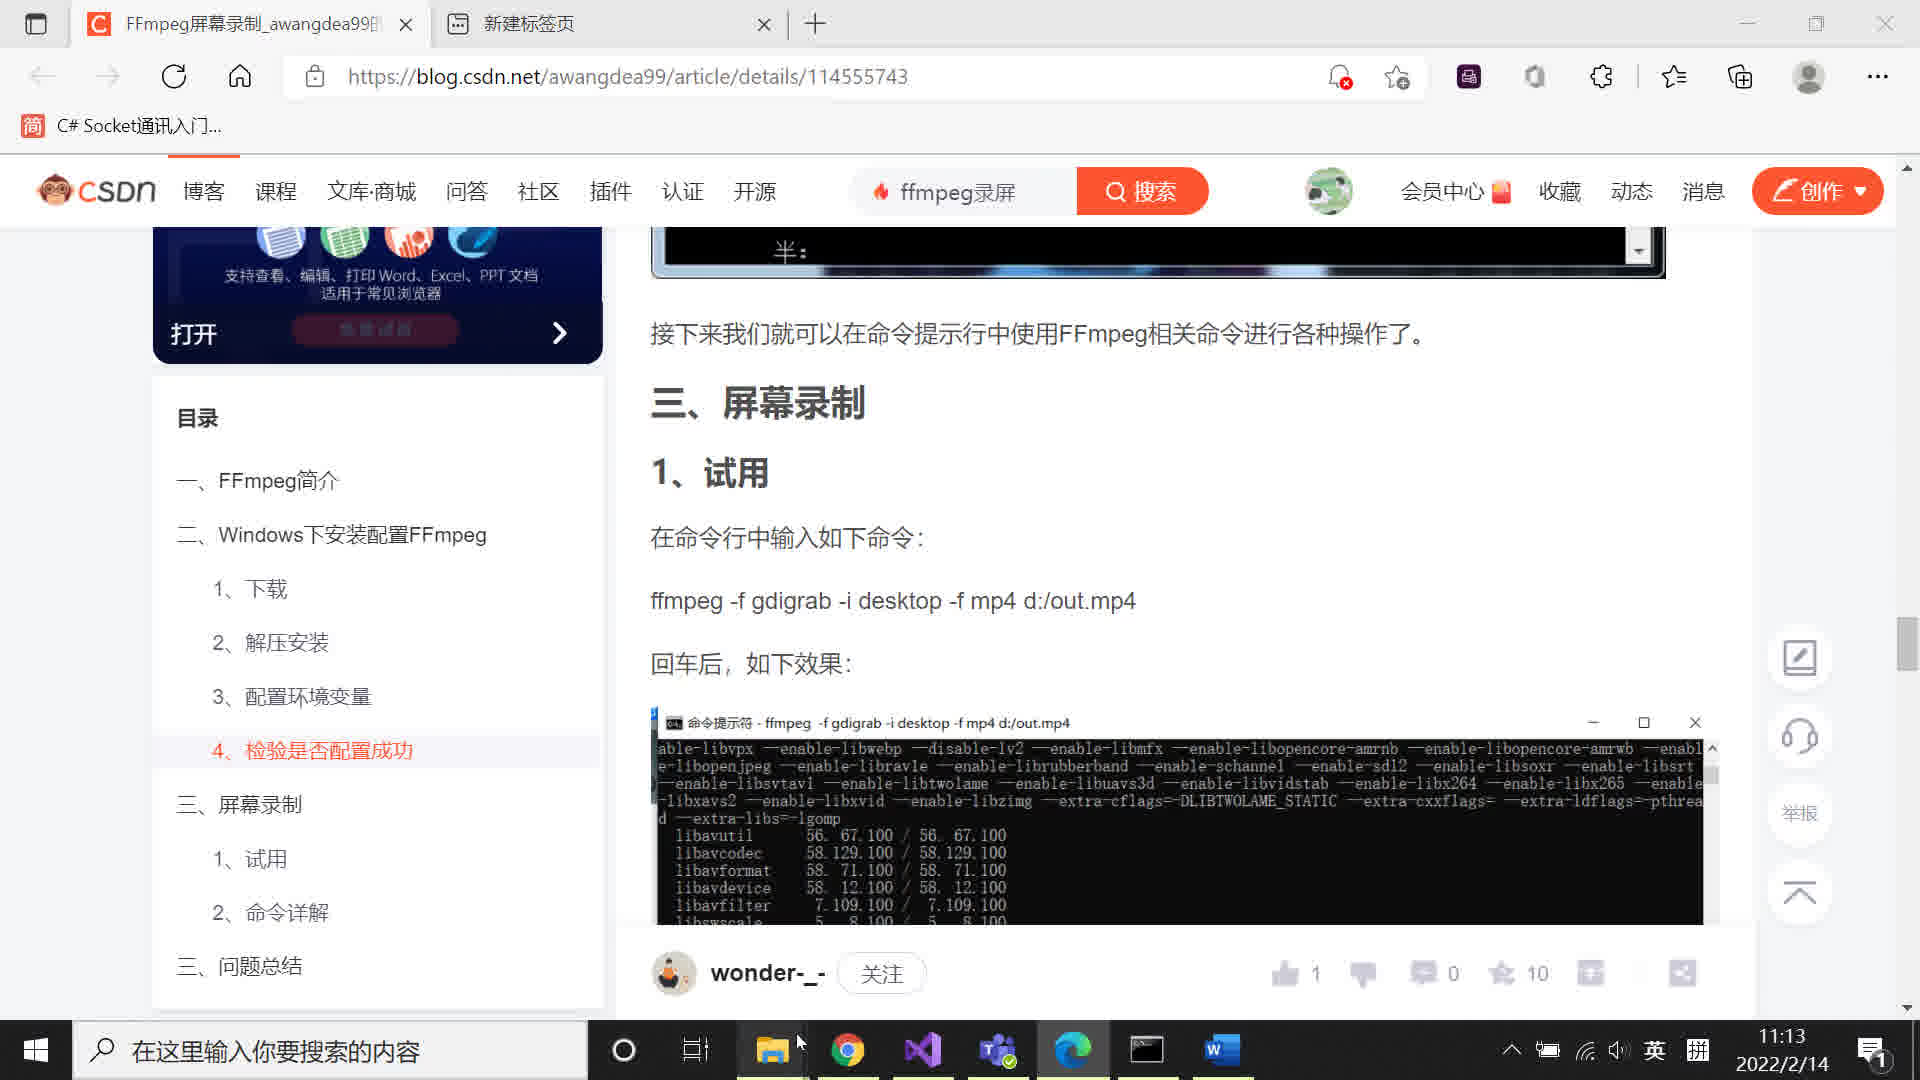 FFmpeg屏幕录制_awangdea99的
新建标签页
https://blog.csdn.net/awangdea99/article/details/114555743
简 C# Socket通讯入门...
CSDN 博客 课程 文库·商城 问答 社区 插件 认证 开源 ffmpeg录屏 搜索 会员中心 收藏 动态 消息 创作
支持查看、编辑、打印 Word、Excel、PPT 文档
适用于常见浏览器
打开
目录
一、FFmpeg简介
二、Windows下安装配置FFmpeg
1、下载
2、解压安装
3、配置环境变量
4、检验是否配置成功
三、屏幕录制
1、试用
2、命令详解
三、问题总结
半:
接下来我们就可以在命令提示行中使用FFmpeg相关命令进行各种操作了。
三、屏幕录制
1、试用
在命令行中输入如下命令：
ffmpeg -f gdigrab -i desktop -f mp4 d:/out.mp4
回车后，如下效果：
命令提示符 - ffmpeg -f gdigrab -i desktop -f mp4 d:/out.mp4
able-libvpx --enable-libwebp --disable-lv2 --enable-libmfx --enable-libopencore-amrnb --enable-libopencore-amrwb --enabl
e-libopenjpeg --enable-librav1e --enable-librubberband --enable-schannel --enable-sdl2 --enable-libsoxr --enable-libsrt
--enable-libsvtav1 --enable-libtwolame --enable-libuavs3d --enable-libvidstab --enable-libx264 --enable-libx265 --enable
-libxavs2 --enable-libxvid --enable-libzimg --extra-cflags=-DLIBTWOLAME_STATIC --extra-cxxflags= --extra-ldflags=-pthrea
d --extra-libs=-lgomp
libavutil 56. 67.100 / 56. 67.100
libavcodec 58.129.100 / 58.129.100
libavformat 58. 71.100 / 58. 71.100
libavdevice 58. 12.100 / 58. 12.100
libavfilter 7.109.100 / 7.109.100
libswscale 5. 8.100 / 5. 8.100
wonder-_- 关注 1 0 10
举报
在这里输入你要搜索的内容
英 拼
11:13
2022/2/14
1